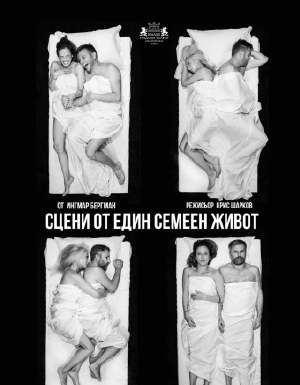 ОТ ИНГМАР БЕРГМАН
РЕЖИСЬОР КРИС ШАРКОВ
СЦЕНИ ОТ ЕДИН СЕМЕЕН ЖИВОТ